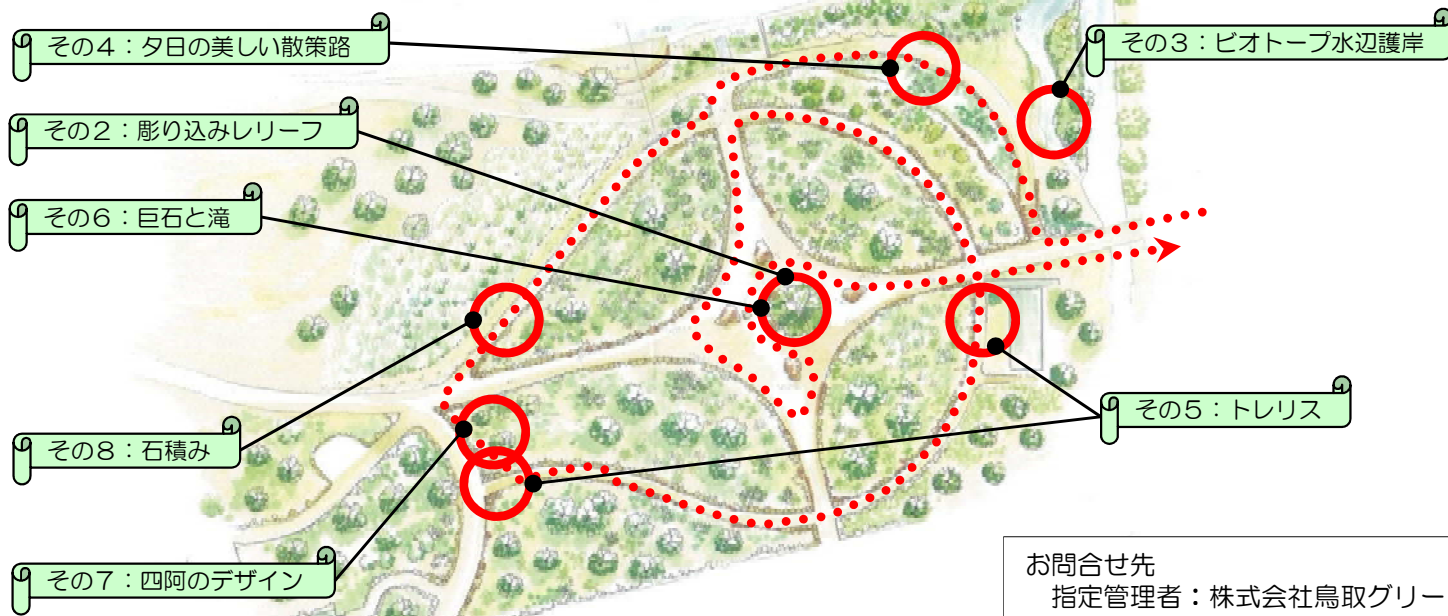 その4：夕日の美しい散策路
その3：ビオトープ水辺護岸
その2：彫り込みレリーフ
その6：巨石と滝
その5：トレリス
その8：石積み
その7：四阿のデザイン
お問合せ先
指定管理者：株式会社鳥取グリー